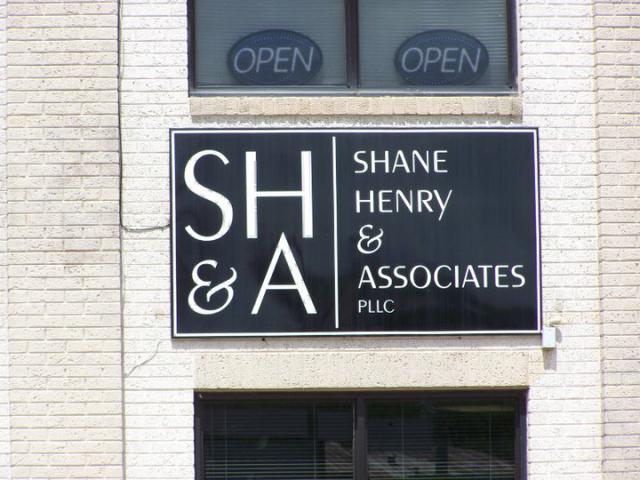 OPEN OPEN
SH
& A
SHANE
HENRY
&
ASSOCIATES
PLLC